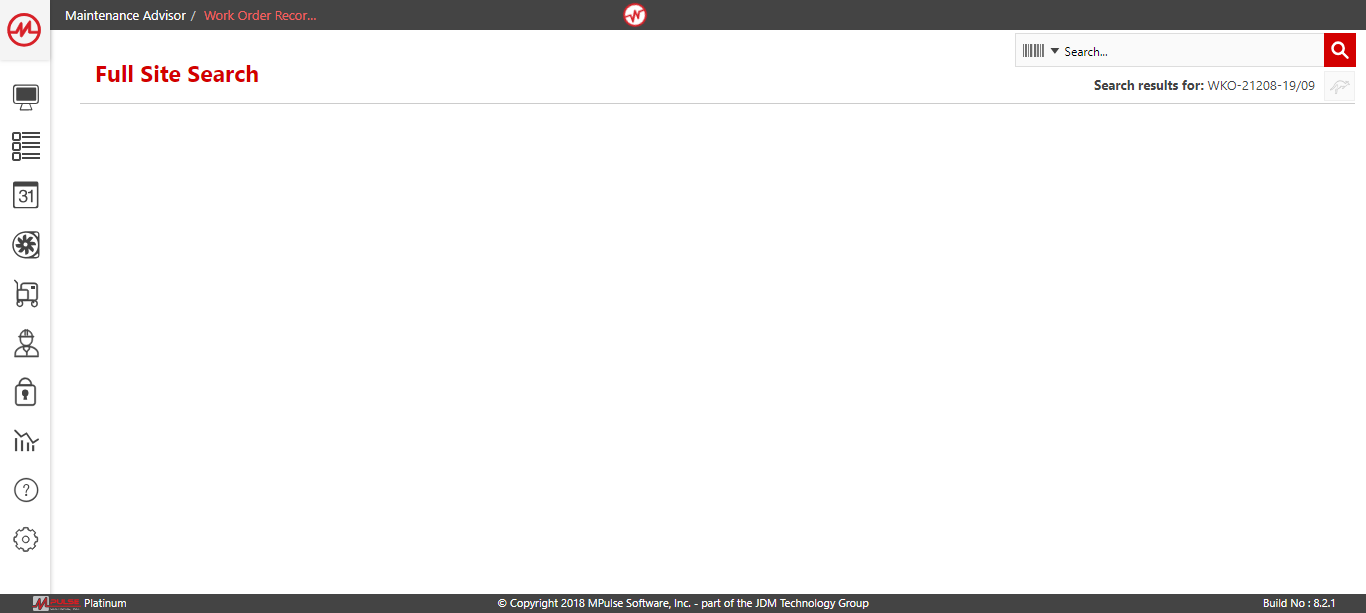 Maintenance Advisor / Work Order Recor...
Search...
Full Site Search
Search results for: WKO-21208-19/09
31
?
MPULSE Platinum
© Copyright 2018 MPulse Software, Inc. - part of the JDM Technology Group
Build No : 8.2.1